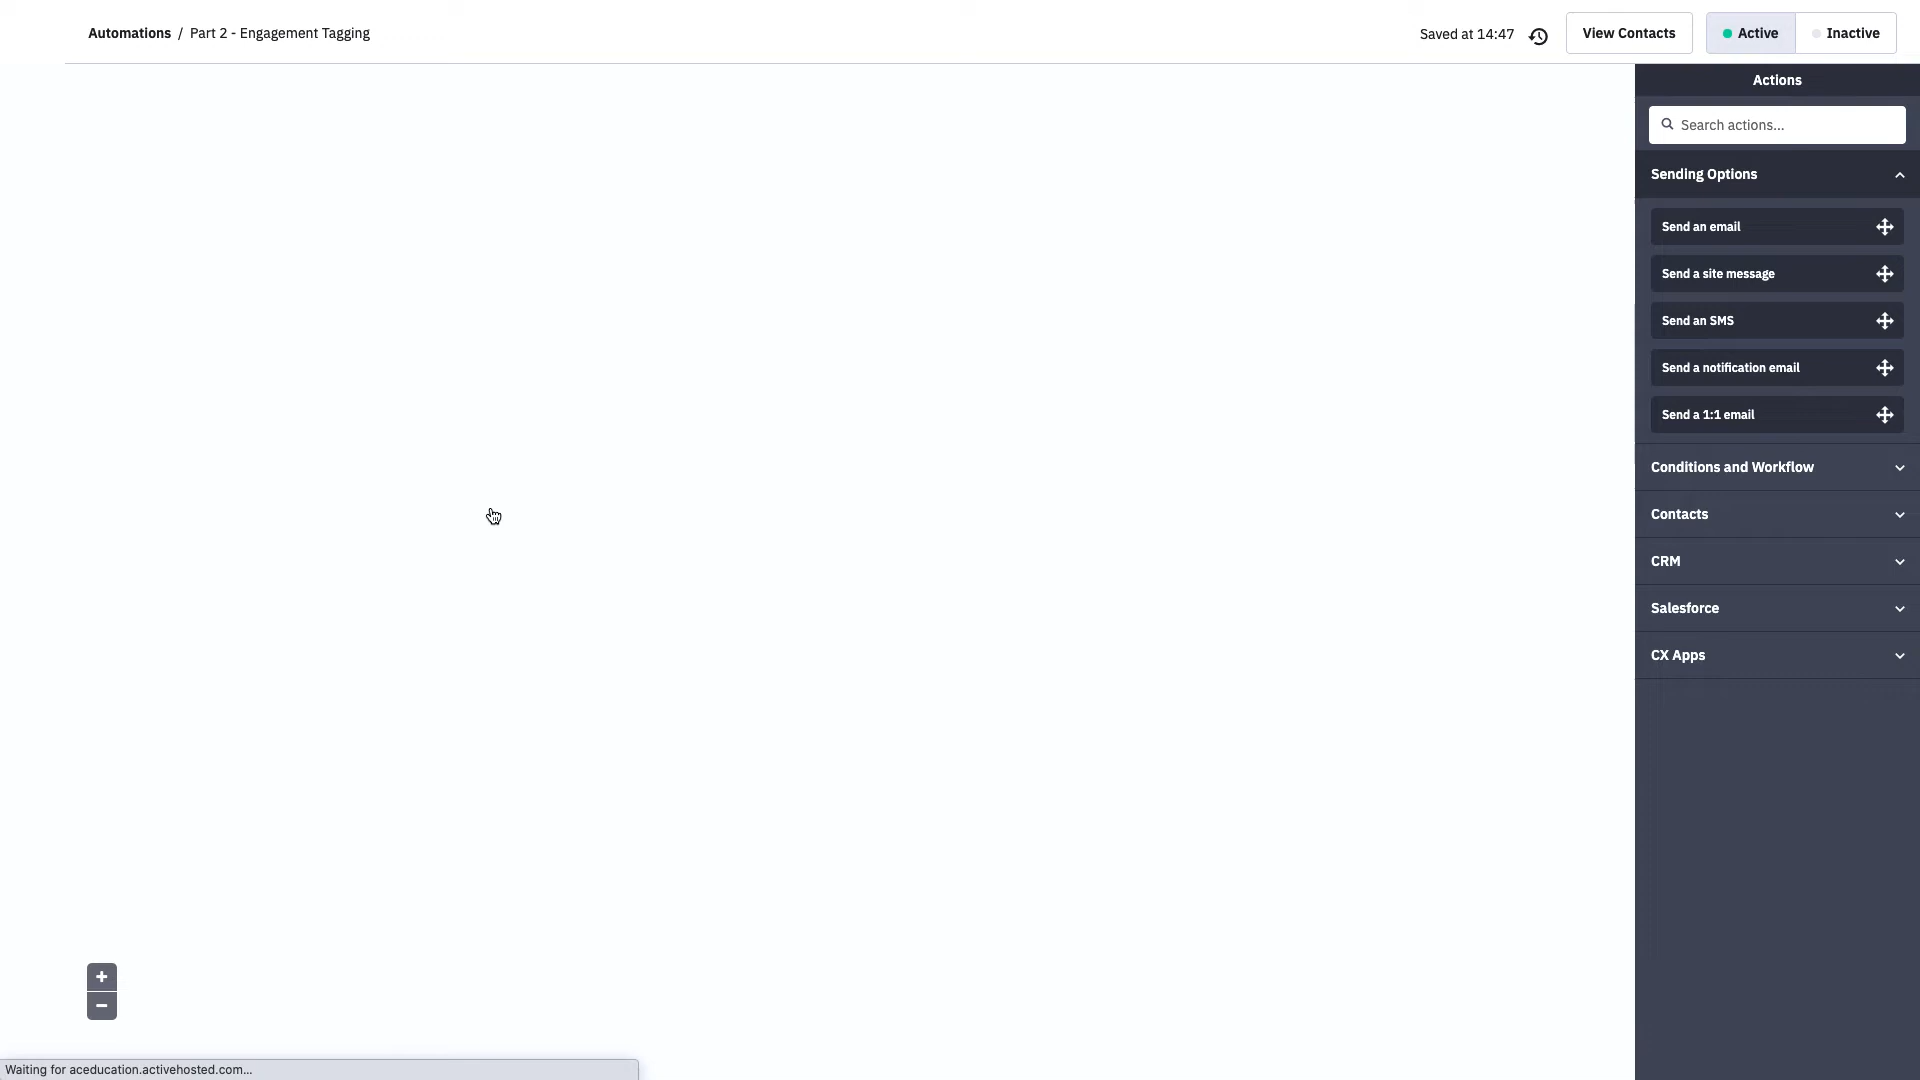 Automations / Part 2 - Engagement Tagging
Saved at 14:47
View Contacts
Active
Inactive
Actions
Search actions...
Sending Options
Send an email
Send a site message
Send an SMS
Send a notification email
Send a 1:1 email
Conditions and Workflow
Contacts
CRM
Salesforce
CX Apps
+
−
Waiting for aceducation.activehosted.com...